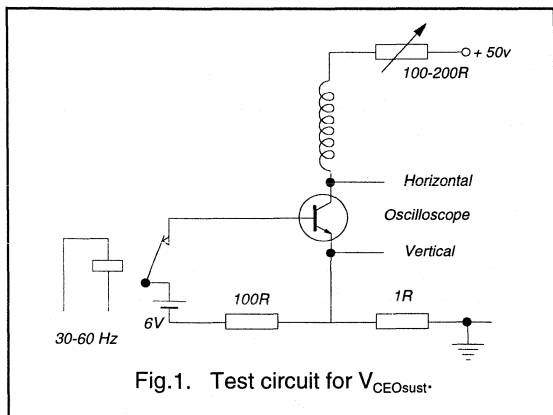 + 50v
100-200R
Horizontal
Oscilloscope
Vertical
100R
1R
6V
30-60 Hz
Fig.1. Test circuit for VCEOsust.